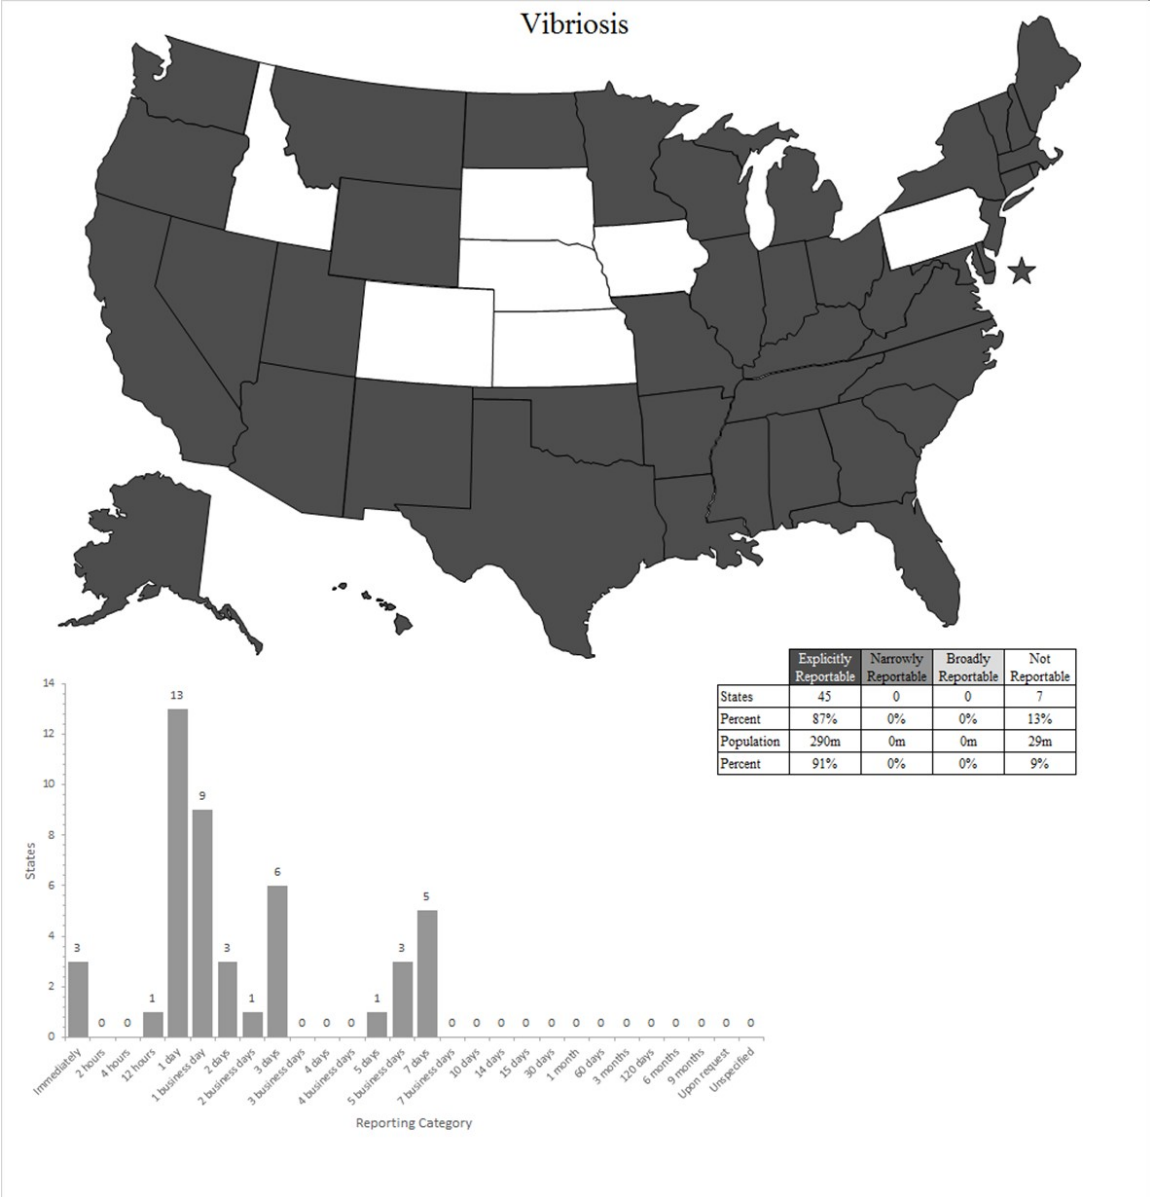 Vibriosis
Explicitly Reportable Narrowly Reportable Broadly Reportable Not Reportable
States 45 0 0 7
Percent 87% 0% 0% 13%
Population 290m 0m 0m 29m
Percent 91% 0% 0% 9%
14
12
10
8
6
4
2
0
States
3 0 0 1 13 9 3 1 6 0 0 0 1 3 5 0 0 0 0 0 0 0 0 0 0 0 0 0
Immediately
2 hours
4 hours
12 hours
1 day
1 business day
2 days
2 business days
3 days
3 business days
4 days
4 business days
5 days
5 business days
7 days
7 business days
10 days
14 days
15 days
30 days
1 month
60 days
3 months
120 days
6 months
9 months
Upon request
Unspecified
Reporting Category